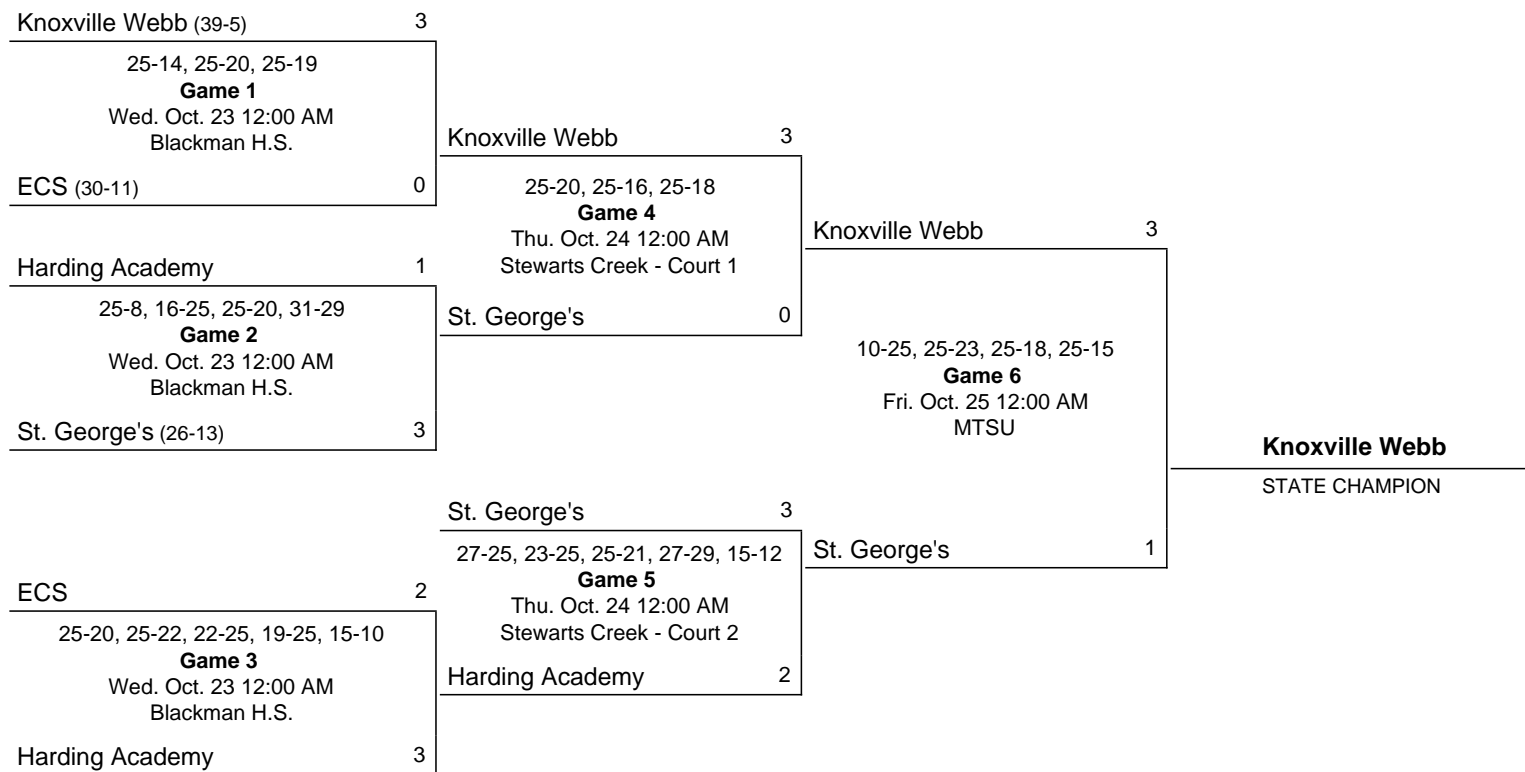 Knoxville Webb (39-5) 3
25-14, 25-20, 25-19
Game 1
Wed. Oct. 23 12:00 AM
Blackman H.S.
ECS (30-11) 0
Harding Academy 1
25-8, 16-25, 25-20, 31-29
Game 2
Wed. Oct. 23 12:00 AM
Blackman H.S.
St. George's (26-13) 3
ECS 2
25-20, 25-22, 22-25, 19-25, 15-10
Game 3
Wed. Oct. 23 12:00 AM
Blackman H.S.
Harding Academy 3
Knoxville Webb 3
25-20, 25-16, 25-18
Game 4
Thu. Oct. 24 12:00 AM
Stewarts Creek - Court 1
St. George's 0
St. George's 3
27-25, 23-25, 25-21, 27-29, 15-12
Game 5
Thu. Oct. 24 12:00 AM
Stewarts Creek - Court 2
Harding Academy 2
Knoxville Webb 3
10-25, 25-23, 25-18, 25-15
Game 6
Fri. Oct. 25 12:00 AM
MTSU
St. George's 1
Knoxville Webb
STATE CHAMPION